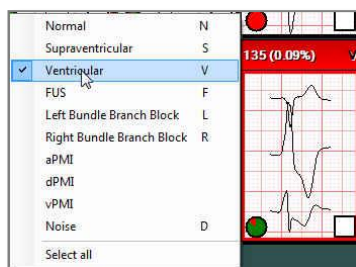 Normal N
Supraventricular S
Ventricular V
FUS F
Left Bundle Branch Block L
Right Bundle Branch Block R
aPMI
dPMI
vPMI
Noise D
Select all
135 (0.09%) V